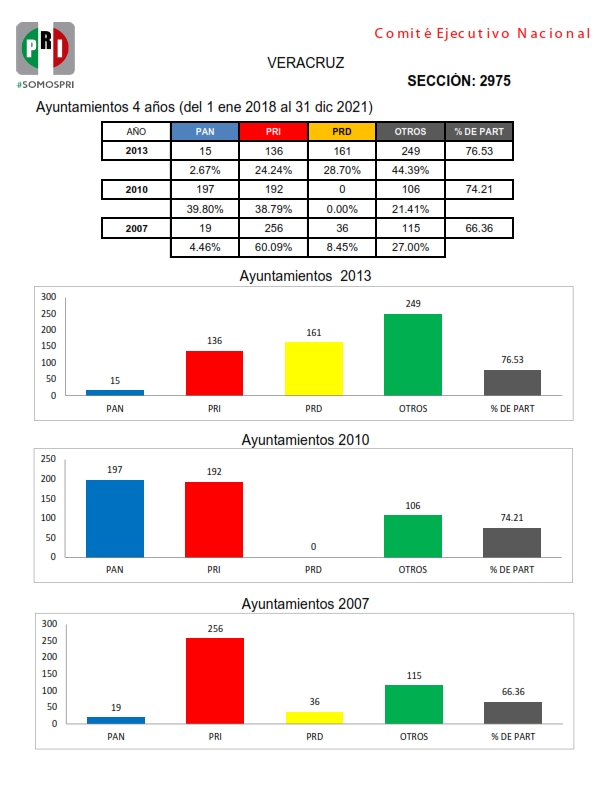 Comité Ejecutivo Nacional
PRI
#SOMOSPRI
VERACRUZ
SECCIÓN: 2975
Ayuntamientos 4 años (del 1 ene 2018 al 31 dic 2021)
AÑO PAN PRI PRD OTROS % DE PART
2013 15 136 161 249 76.53
2.67% 24.24% 28.70% 44.39%
2010 197 192 0 106 74.21
39.80% 38.79% 0.00% 21.41%
2007 19 256 36 115 66.36
4.46% 60.09% 8.45% 27.00%
Ayuntamientos 2013
300
250
200
150
100
50
0
15 136 161 249 76.53
PAN PRI PRD OTROS % DE PART
Ayuntamientos 2010
250
200
150
100
50
0
197 192 0 106 74.21
PAN PRI PRD OTROS % DE PART
Ayuntamientos 2007
300
250
200
150
100
50
0
19 256 36 115 66.36
PAN PRI PRD OTROS % DE PART